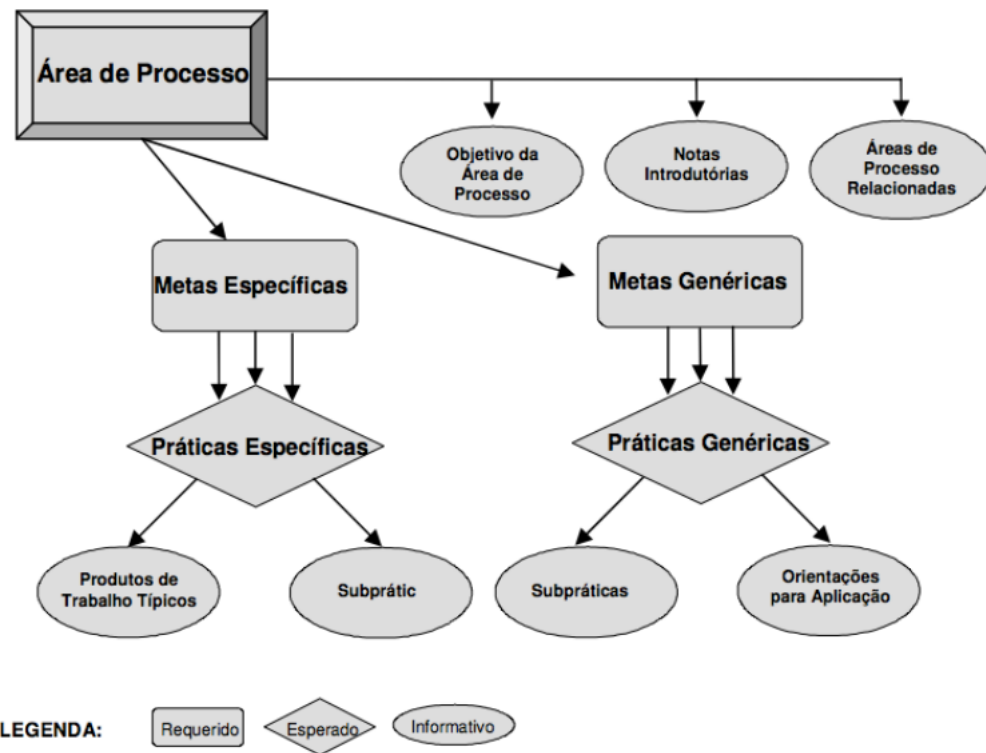 Área de Processo
Objetivo da
Área de
Processo
Notas
Introdutórias
Áreas de
Processo
Relacionadas
Metas Específicas
Metas Genéricas
Práticas Específicas
Práticas Genéricas
Produtos de
Trabalho Típicos
Subprátic
Subpráticas
Orientações
para Aplicação
LEGENDA:
Requerido
Esperado
Informativo